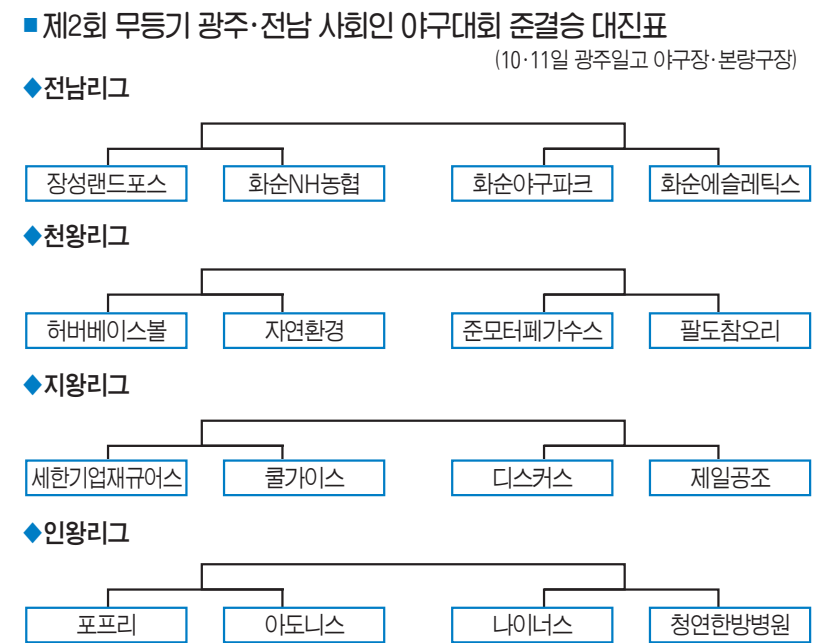 ■ 제2회 무등기 광주·전남 사회인 야구대회 준결승 대진표
(10·11일 광주일고 야구장·본량구장)
◆전남리그
장성랜드포스 화순NH농협 화순야구파크 화순에슬레틱스
◆천왕리그
허버베이스볼 자연환경 준모터페가수스 팔도참오리
◆지왕리그
세한기업재규어스 쿨가이스 디스커스 제일공조
◆인왕리그
포프리 아도니스 나이너스 청연한방병원